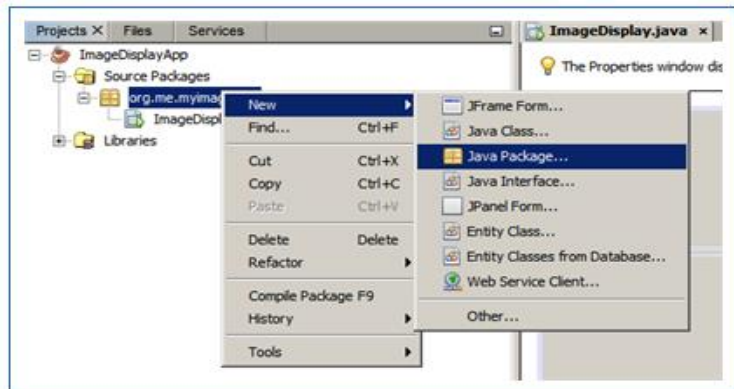 Projects × Files Services
ImageDisplayApp
Source Packages
org.me.myimag
ImageDispl
Libraries
New
Find... Ctrl+F
Cut Ctrl+X
Copy Ctrl+C
Paste Ctrl+V
Delete Delete
Refactor
Compile Package F9
History
Tools
JFrame Form...
Java Class...
Java Package...
Java Interface...
JPanel Form...
Entity Class...
Entity Classes from Database...
Web Service Client...
Other...
ImageDisplay.java ×
The Properties window dis